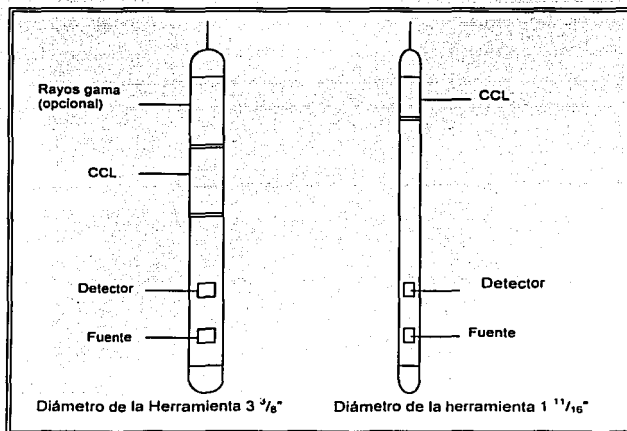 Rayos gama
(opcional)
CCL
Detector
Fuente
Diámetro de la Herramienta 3 3/8"
CCL
Detector
Fuente
Diámetro de la herramienta 1 11/16"